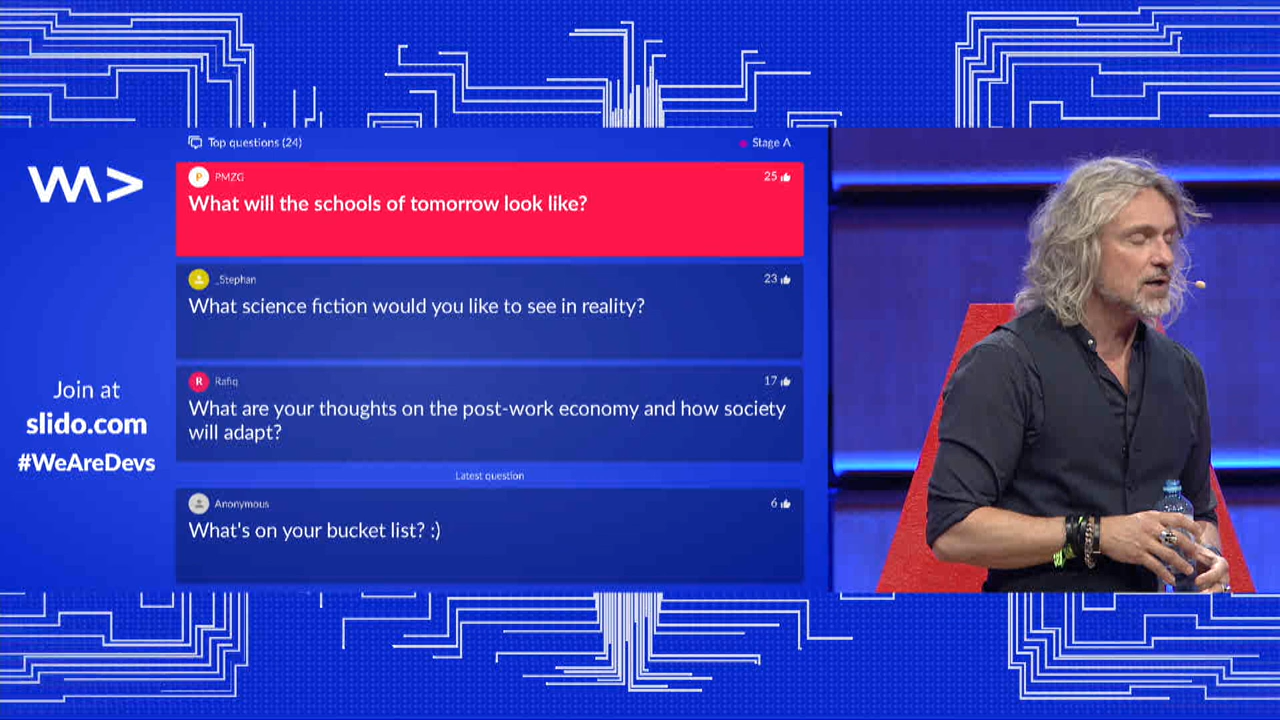 WA>
Join at
slido.com
#WeAreDevs
Top questions (24)
Stage A
P
PMZG
25
What will the schools of tomorrow look like?
_Stephan
23
What science fiction would you like to see in reality?
R
Rafiq
17
What are your thoughts on the post-work economy and how society
will adapt?
Latest question
Anonymous
6
What's on your bucket list? :)